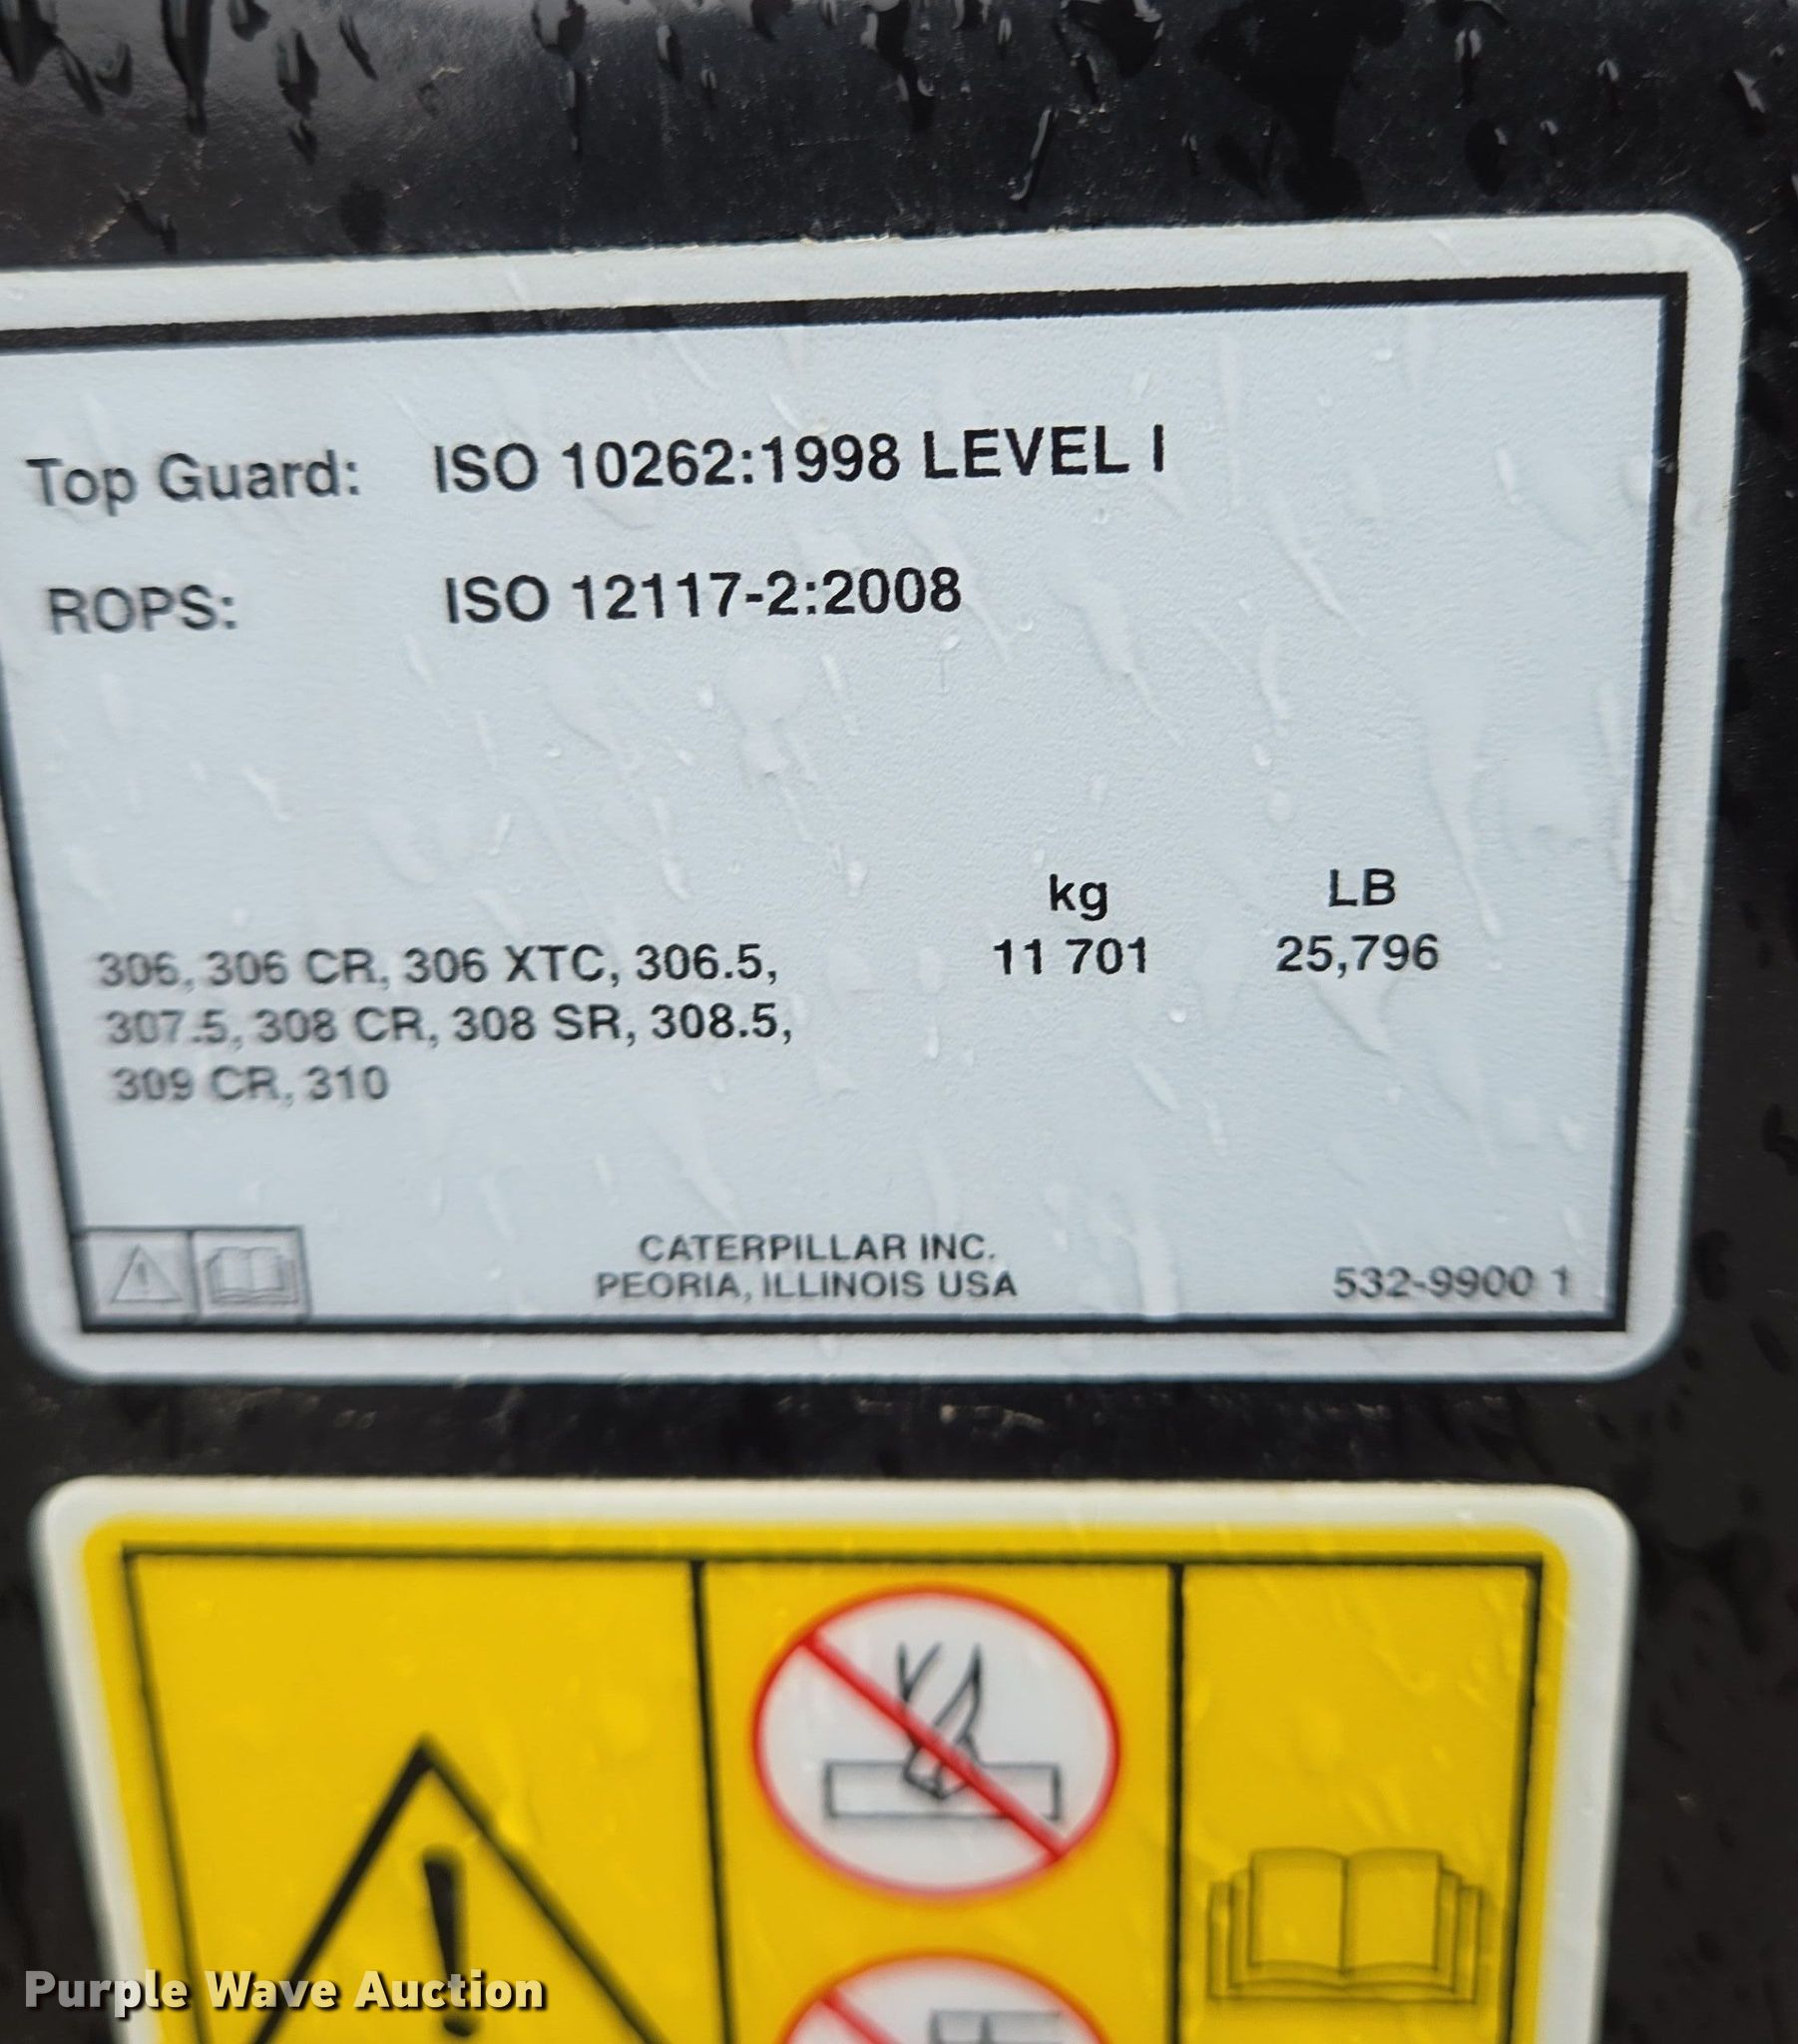 Top Guard: ISO 10262:1998 LEVEL I
ROPS: ISO 12117-2:2008
kg LB
306, 306 CR, 306 XTC, 306.5, 11 701 25,796
307.5, 308 CR, 308 SR, 308.5,
309 CR, 310
CATERPILLAR INC.
PEORIA, ILLINOIS USA
532-9900 1
Purple Wave Auction